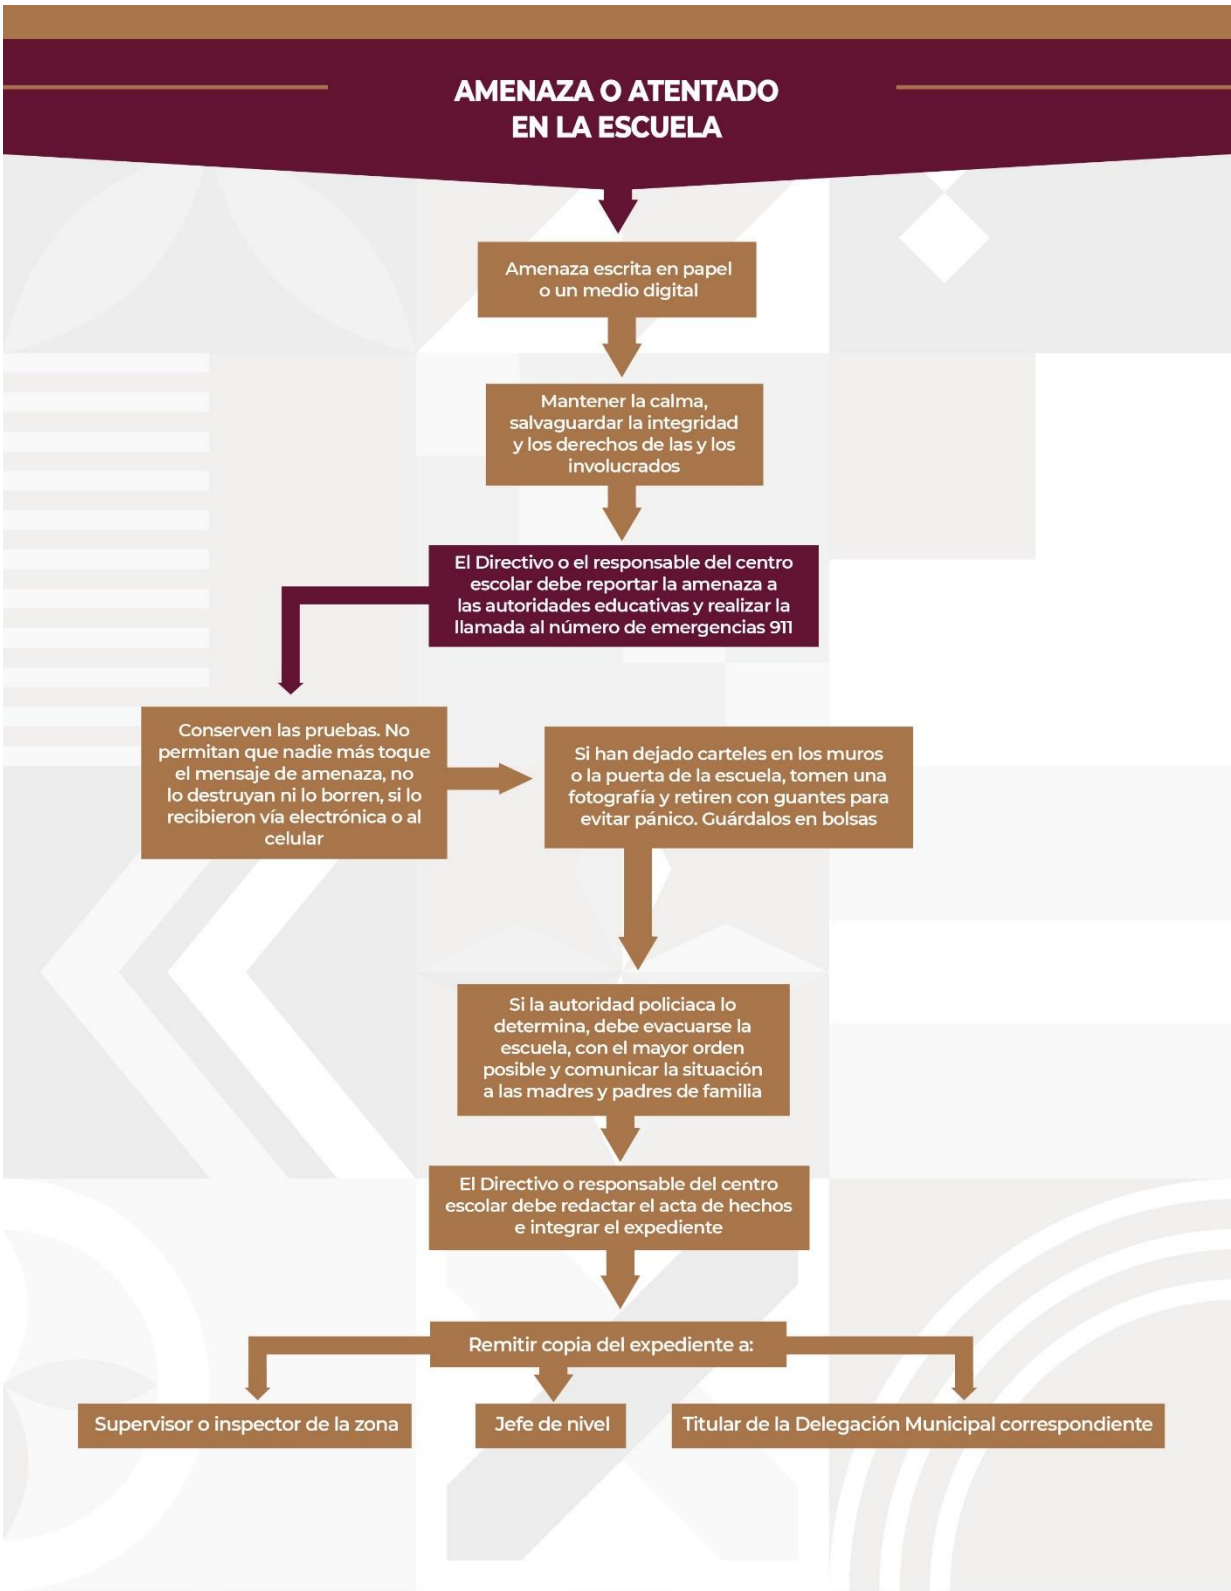 AMENAZA O ATENTADO
EN LA ESCUELA
Amenaza escrita en papel
o un medio digital
Mantener la calma,
salvaguardar la integridad
y los derechos de las y los
involucrados
El Directivo o el responsable del centro
escolar debe reportar la amenaza a
las autoridades educativas y realizar la
llamada al número de emergencias 911
Conserven las pruebas. No
permitan que nadie más toque
el mensaje de amenaza, no
lo destruyan ni lo borren, si lo
recibieron vía electrónica o al
celular
Si han dejado carteles en los muros
o la puerta de la escuela, tomen una
fotografía y retiren con guantes para
evitar pánico. Guárdalos en bolsas
Si la autoridad policiaca lo
determina, debe evacuarse la
escuela, con el mayor orden
posible y comunicar la situación
a las madres y padres de familia
El Directivo o responsable del centro
escolar debe redactar el acta de hechos
e integrar el expediente
Remitir copia del expediente a:
Supervisor o inspector de la zona
Jefe de nivel
Titular de la Delegación Municipal correspondiente